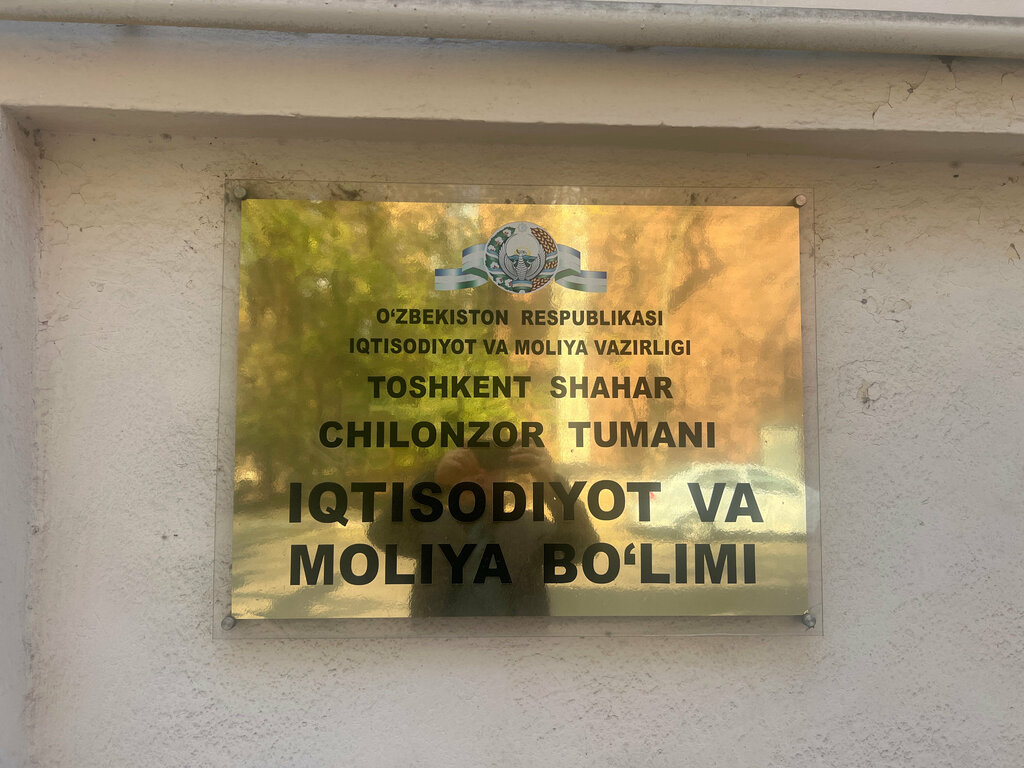 O‘ZBEKISTON RESPUBLIKASI
IQTISODIYOT VA MOLIYA VAZIRLIGI
TOSHKENT SHAHAR
CHILONZOR TUMANI
IQTISODIYOT VA
MOLIYA BO‘LIMI